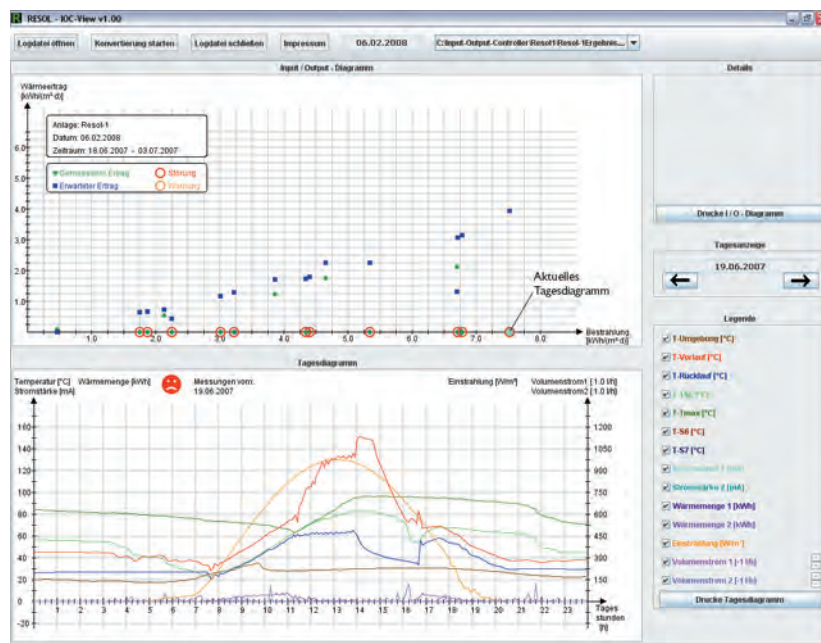 RESOL - IOC-View v1.00
Logdatei öffnen Konvertierung starten Logdatei schließen Impressum 06.02.2008 C:\Input-Output-Controller\Resol1\Resol-1Ergebnis...
Input / Output - Diagramm
Wärmeertrag
[kWh/(m²·d)]
Anlage: Resol-1
Datum: 06.02.2008
Zeitraum: 18.06.2007 - 03.07.2007
Gemessener Ertrag Störung
Erwarteter Ertrag Warnung
6.0
4.0
3.0
2.0
1.0
Aktuelles
Tagesdiagramm
1.0 2.0 3.0 4.0 5.0 6.0 7.0 8.0
Bestrahlung
[kWh/(m²·d)]
Details
Drucke I / O - Diagramm
Tagesanzeige
19.06.2007
Legende
T-Umgebung [°C]
T-Vorlauf [°C]
T-Rücklauf [°C]
T-Tmax [°C]
T-S6 [°C]
T-S7 [°C]
Stromstärke 2 [mA]
Wärmemenge 1 [kWh]
Wärmemenge 2 [kWh]
Einstrahlung [W/m²]
Volumenstrom 1 [-1 l/h]
Volumenstrom 2 [-1 l/h]
Drucke Tagesdiagramm
Tagesdiagramm
Temperatur [°C] Wärmemenge [kWh] Messungen vom: Einstrahlung [W/m²] Volumenstrom1 [1.0 l/h]
Stromstärke [mA] 19.06.2007 Volumenstrom2 [1.0 l/h]
160 1200
140 1050
120 900
100 750
80 600
60 450
40 300
20 150
0
-20
1 2 3 4 5 6 7 8 9 10 11 12 13 14 15 16 17 18 19 20 21 22 23
Tages
stunden
[h]